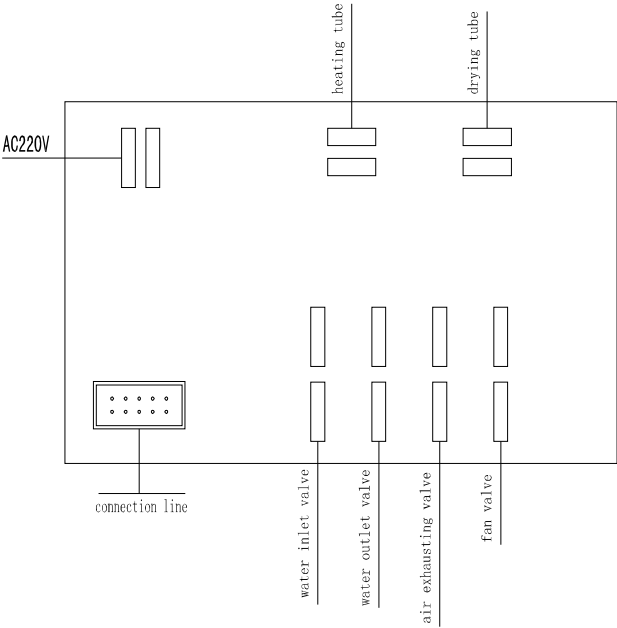 heating tube
drying tube
AC220V
connection line
water inlet valve
water outlet valve
air exhausting valve
fan valve